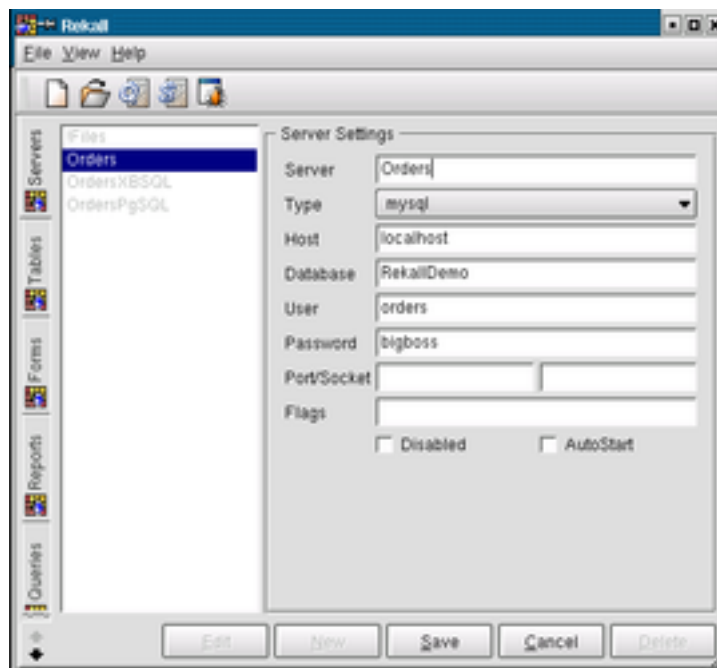 Rekall
File View Help
Servers
Tables
Forms
Reports
Queries
!Files
Orders
OrdersXBSQL
OrdersPgSQL
Server Settings
Server Orders
Type mysql
Host localhost
Database RekallDemo
User orders
Password bigboss
Port/Socket
Flags
Disabled AutoStart
Edit New Save Cancel Delete